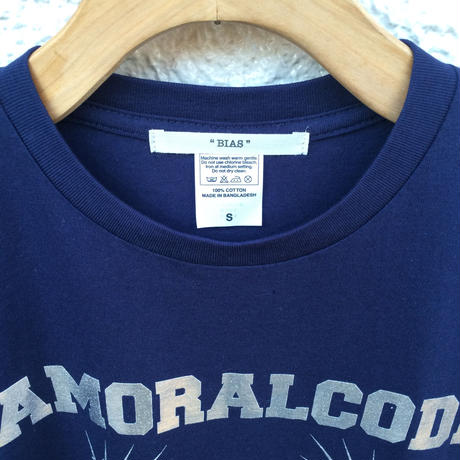 "BIAS"
Machine wash warm gentle.
Do not use chlorine bleach.
Iron at medium setting.
Do not dry clean.
100% COTTON
MADE IN BANGLADESH
S
AMORALCOD